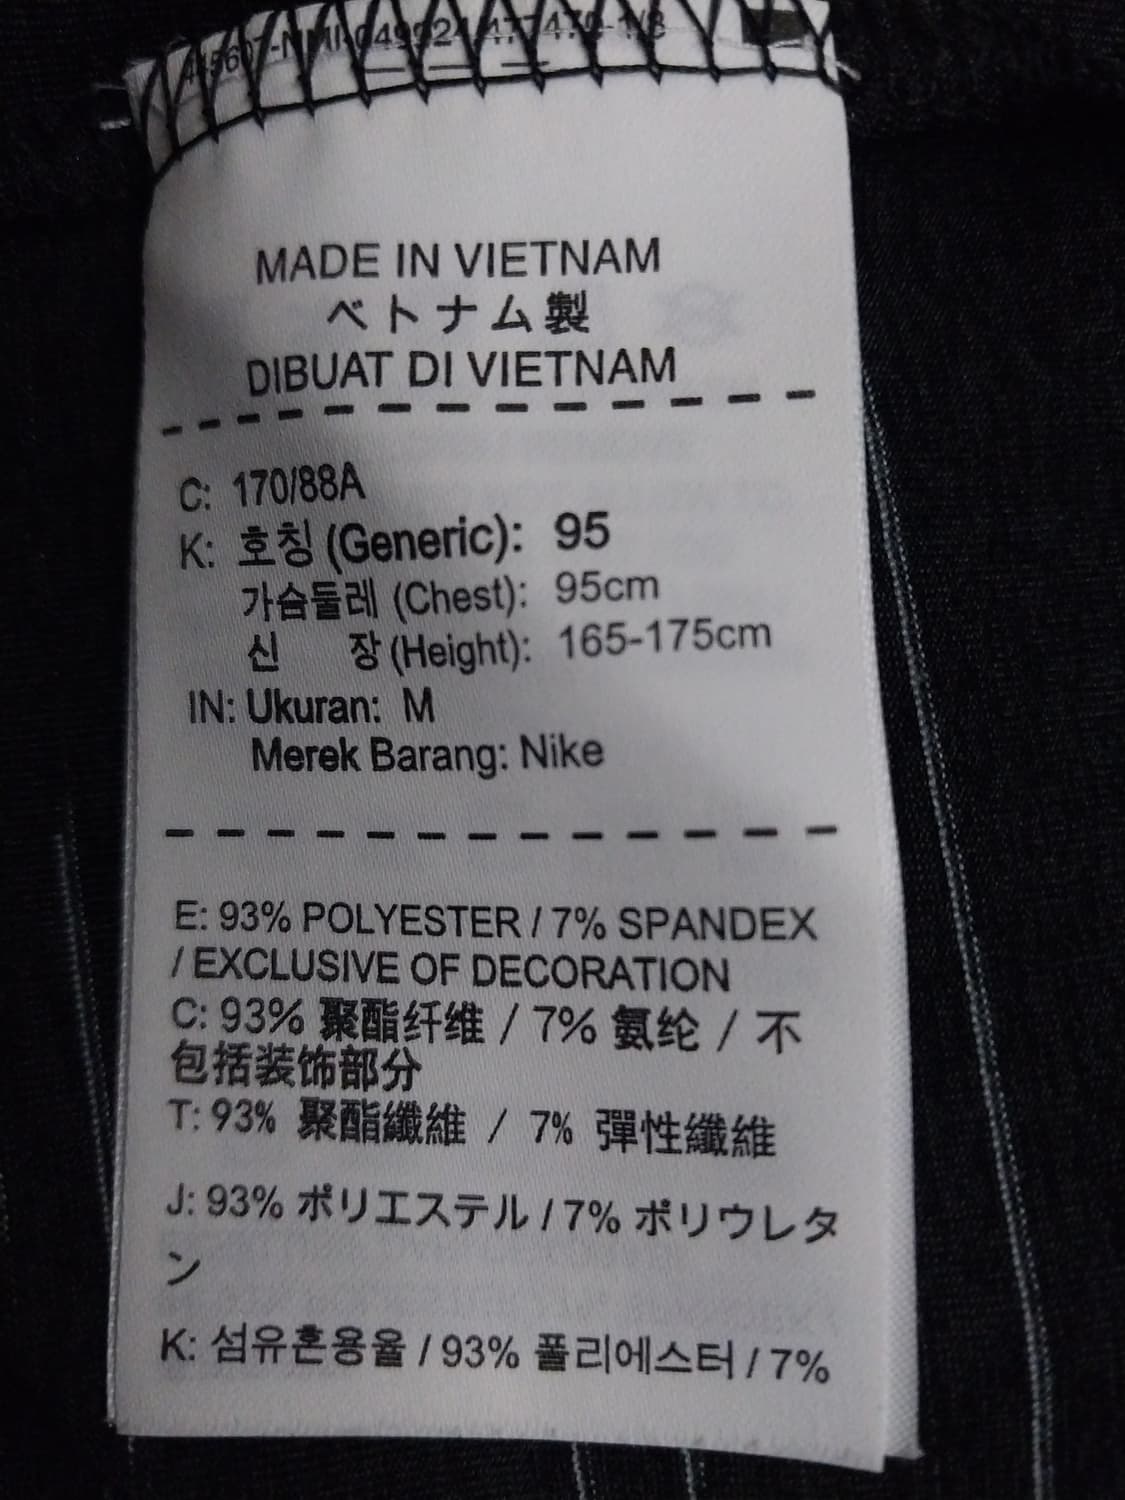 MADE IN VIETNAM
ベトナム製
DIBUAT DI VIETNAM
C: 170/88A
K: 호칭 (Generic): 95
가슴둘레 (Chest): 95cm
신 장 (Height): 165-175cm
IN: Ukuran: M
Merek Barang: Nike
E: 93% POLYESTER / 7% SPANDEX
/ EXCLUSIVE OF DECORATION
C: 93% 聚酯纤维 / 7% 氨纶 / 不
包括装饰部分
T: 93% 聚酯纖維 / 7% 彈性纖維
J: 93% ポリエステル / 7% ポリウレタ
ン
K: 섬유혼용율 / 93% 폴리에스터 / 7%